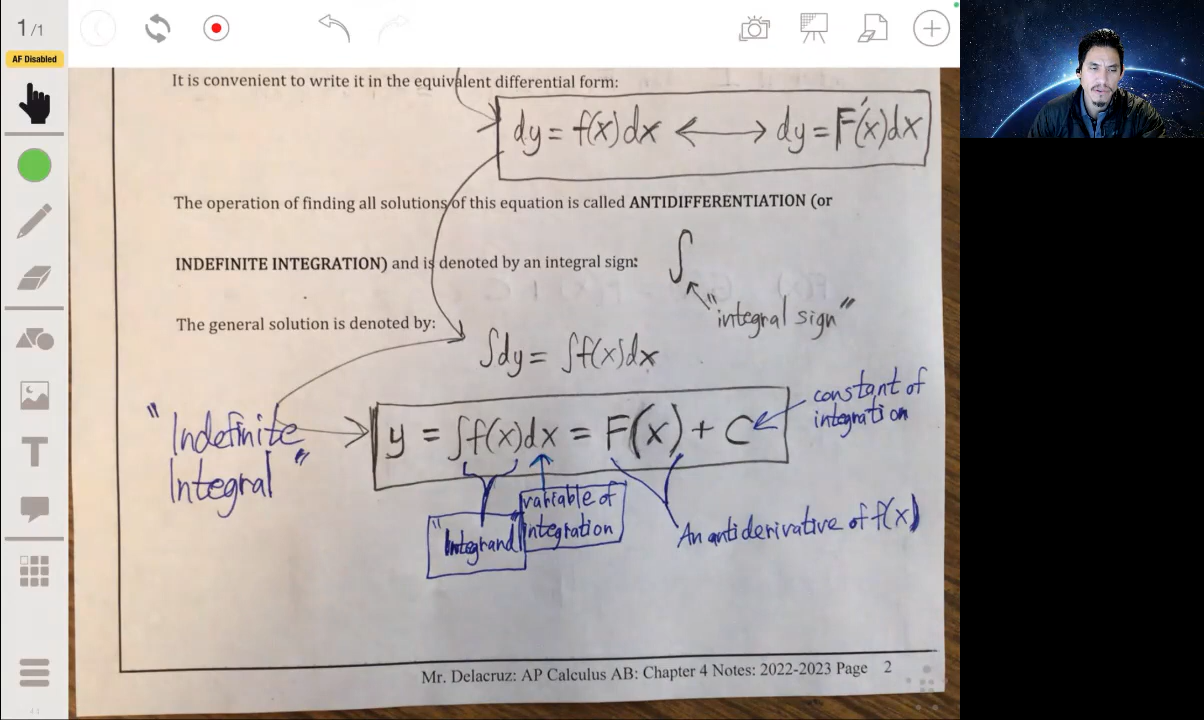 1/1
AF Disabled
It is convenient to write it in the equivalent differential form:
dy = f(x)dx ⟷ dy = F'(x)dx
The operation of finding all solutions of this equation is called ANTIDIFFERENTIATION (or
INDEFINITE INTEGRATION) and is denoted by an integral sign: ∫
"integral sign"
The general solution is denoted by:
∫dy = ∫f(x)dx
"Indefinite
Integral"
y = ∫f(x)dx = F(x) + C
constant of
integration
"Integrand"
variable of
integration
An antiderivative of f(x)
Mr. Delacruz: AP Calculus AB: Chapter 4 Notes: 2022-2023 Page 2
T